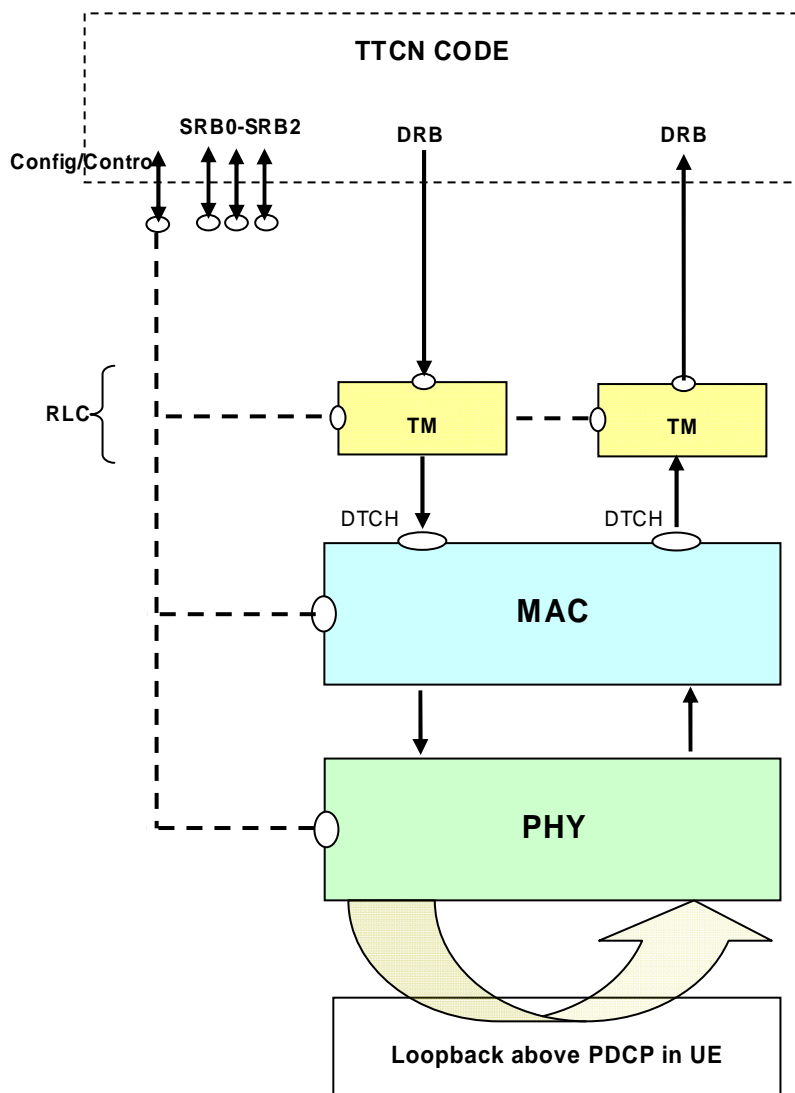 TTCN CODE
SRB0-SRB2
DRB
DRB
Config/Contro
RLC
TM
TM
DTCH
DTCH
MAC
PHY
Loopback above PDCP in UE